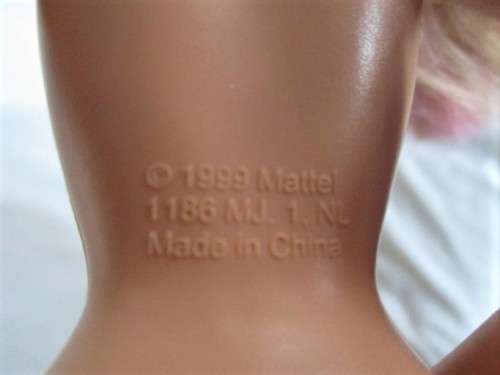 © 1999 Mattel
1186 MJ. 1, NL
Made in China